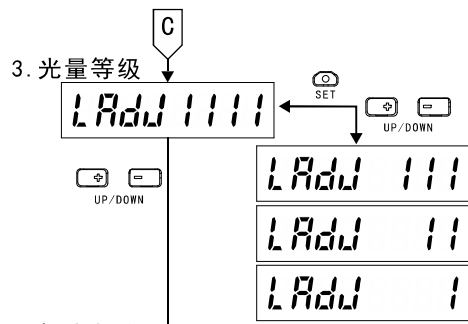 C
3.光量等级
LAdJ 1111
SET
+ -
UP/DOWN
+ -
UP/DOWN
LAdJ 111
LAdJ 11
LAdJ 1